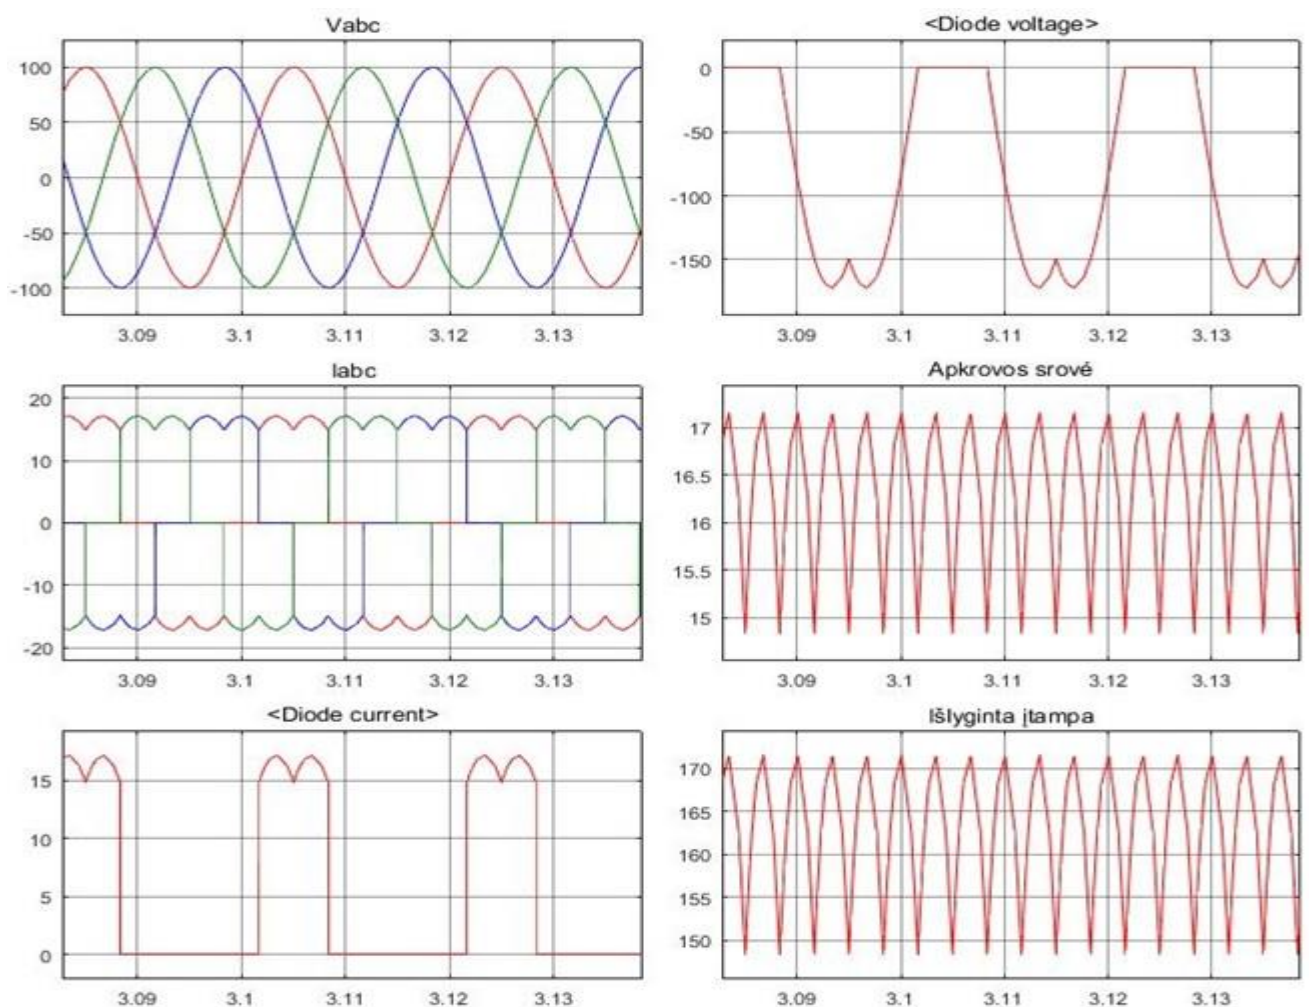 Vabc
100
50
0
-50
-100
3.09 3.1 3.11 3.12 3.13
<Diode voltage>
0
-50
-100
-150
3.09 3.1 3.11 3.12 3.13
Iabc
20
10
0
-10
-20
3.09 3.1 3.11 3.12 3.13
Apkrovos srovė
17
16.5
16
15.5
15
3.09 3.1 3.11 3.12 3.13
<Diode current>
15
10
5
0
3.09 3.1 3.11 3.12 3.13
Išlyginta įtampa
170
165
160
155
150
3.09 3.1 3.11 3.12 3.13